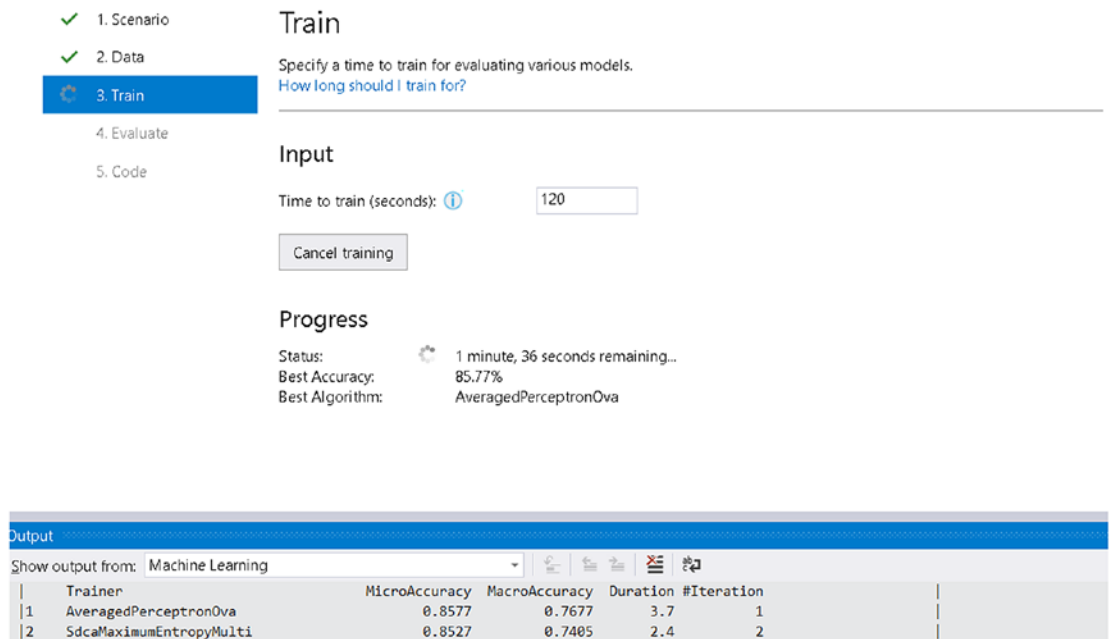 1. Scenario
2. Data
3. Train
4. Evaluate
5. Code
Train
Specify a time to train for evaluating various models.
How long should I train for?
Input
Time to train (seconds):
120
Cancel training
Progress
Status: 1 minute, 36 seconds remaining...
Best Accuracy: 85.77%
Best Algorithm: AveragedPerceptronOva
Output
Show output from: Machine Learning
| Trainer MicroAccuracy MacroAccuracy Duration #Iteration |
|1 AveragedPerceptronOva 0.8577 0.7677 3.7 1 |
|2 SdcaMaximumEntropyMulti 0.8527 0.7405 2.4 2 |